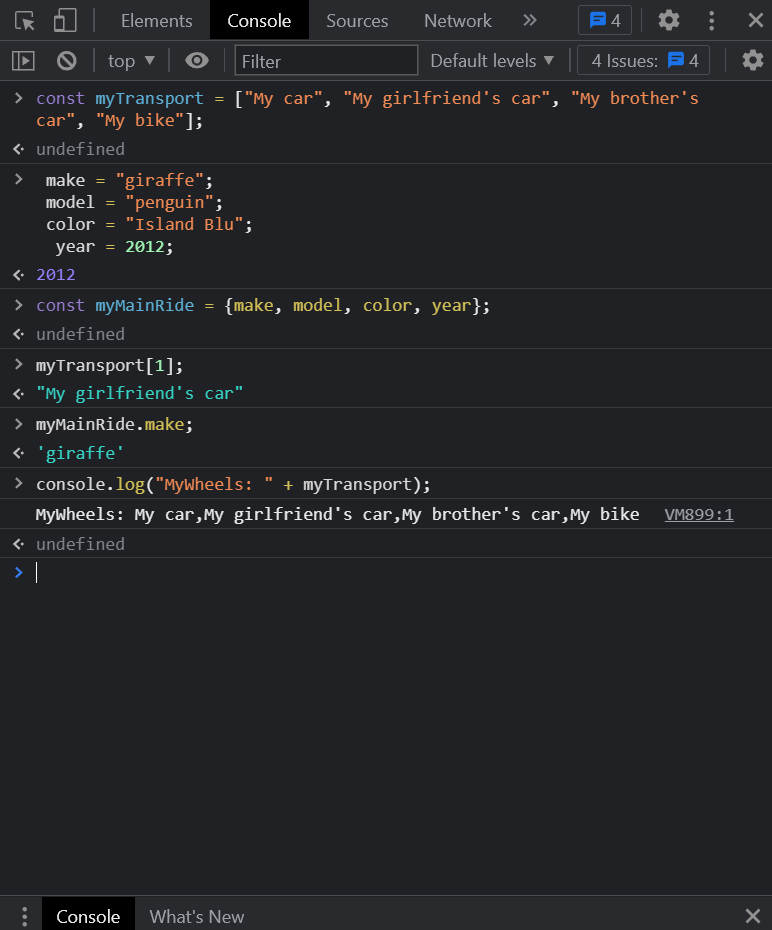 Elements Console Sources Network » 4
top ▼ Filter Default levels ▼ 4 Issues: 4
> const myTransport = ["My car", "My girlfriend's car", "My brother's
car", "My bike"];
undefined
> make = "giraffe";
model = "penguin";
color = "Island Blu";
year = 2012;
2012
> const myMainRide = {make, model, color, year};
undefined
> myTransport[1];
"My girlfriend's car"
> myMainRide.make;
'giraffe'
> console.log("MyWheels: " + myTransport);
MyWheels: My car,My girlfriend's car,My brother's car,My bike VM899:1
undefined
>
Console What's New